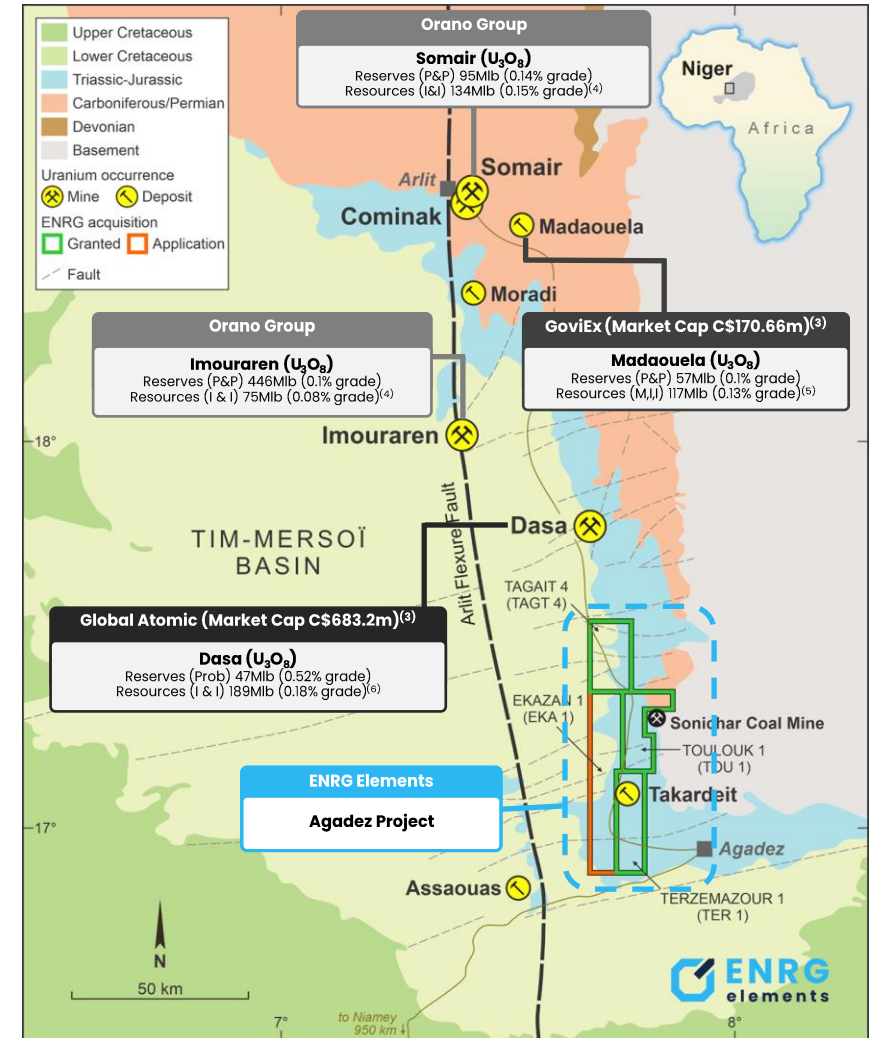 Upper Cretaceous
Lower Cretaceous
Triassic-Jurassic
Carboniferous/Permian
Devonian
Basement
Uranium occurrence
Mine Deposit
ENRG acquisition
Granted Application
Fault
Orano Group
Somair (U₃O₈)
Reserves (P&P) 95Mlb (0.14% grade)
Resources (I&I) 134Mlb (0.15% grade)⁽⁴⁾
Niger
Africa
Arlit
Somair
Cominak
Madaouela
Moradi
Orano Group
Imouraren (U₃O₈)
Reserves (P&P) 446Mlb (0.1% grade)
Resources (I & I) 75Mlb (0.08% grade)⁽⁴⁾
GoviEx (Market Cap C$170.66m)⁽³⁾
Madaouela (U₃O₈)
Reserves (P&P) 57Mlb (0.1% grade)
Resources (M,I,I) 117Mlb (0.13% grade)⁽⁵⁾
18°
Imouraren
Arlit Flexure Fault
TIM-MERSOÏ
BASIN
Dasa
TAGAIT 4
(TAGT 4)
Global Atomic (Market Cap C$683.2m)⁽³⁾
Dasa (U₃O₈)
Reserves (Prob) 47Mlb (0.52% grade)
Resources (I & I) 189Mlb (0.18% grade)⁽⁶⁾
EKAZAN 1
(EKA 1)
Sonichar Coal Mine
TOULOUK 1
(TOU 1)
ENRG Elements
Agadez Project
Takardeit
17°
Agadez
Assaouas
TERZEMAZOUR 1
(TER 1)
N
50 km
ENRG
elements
to Niamey
950 km
7°
8°